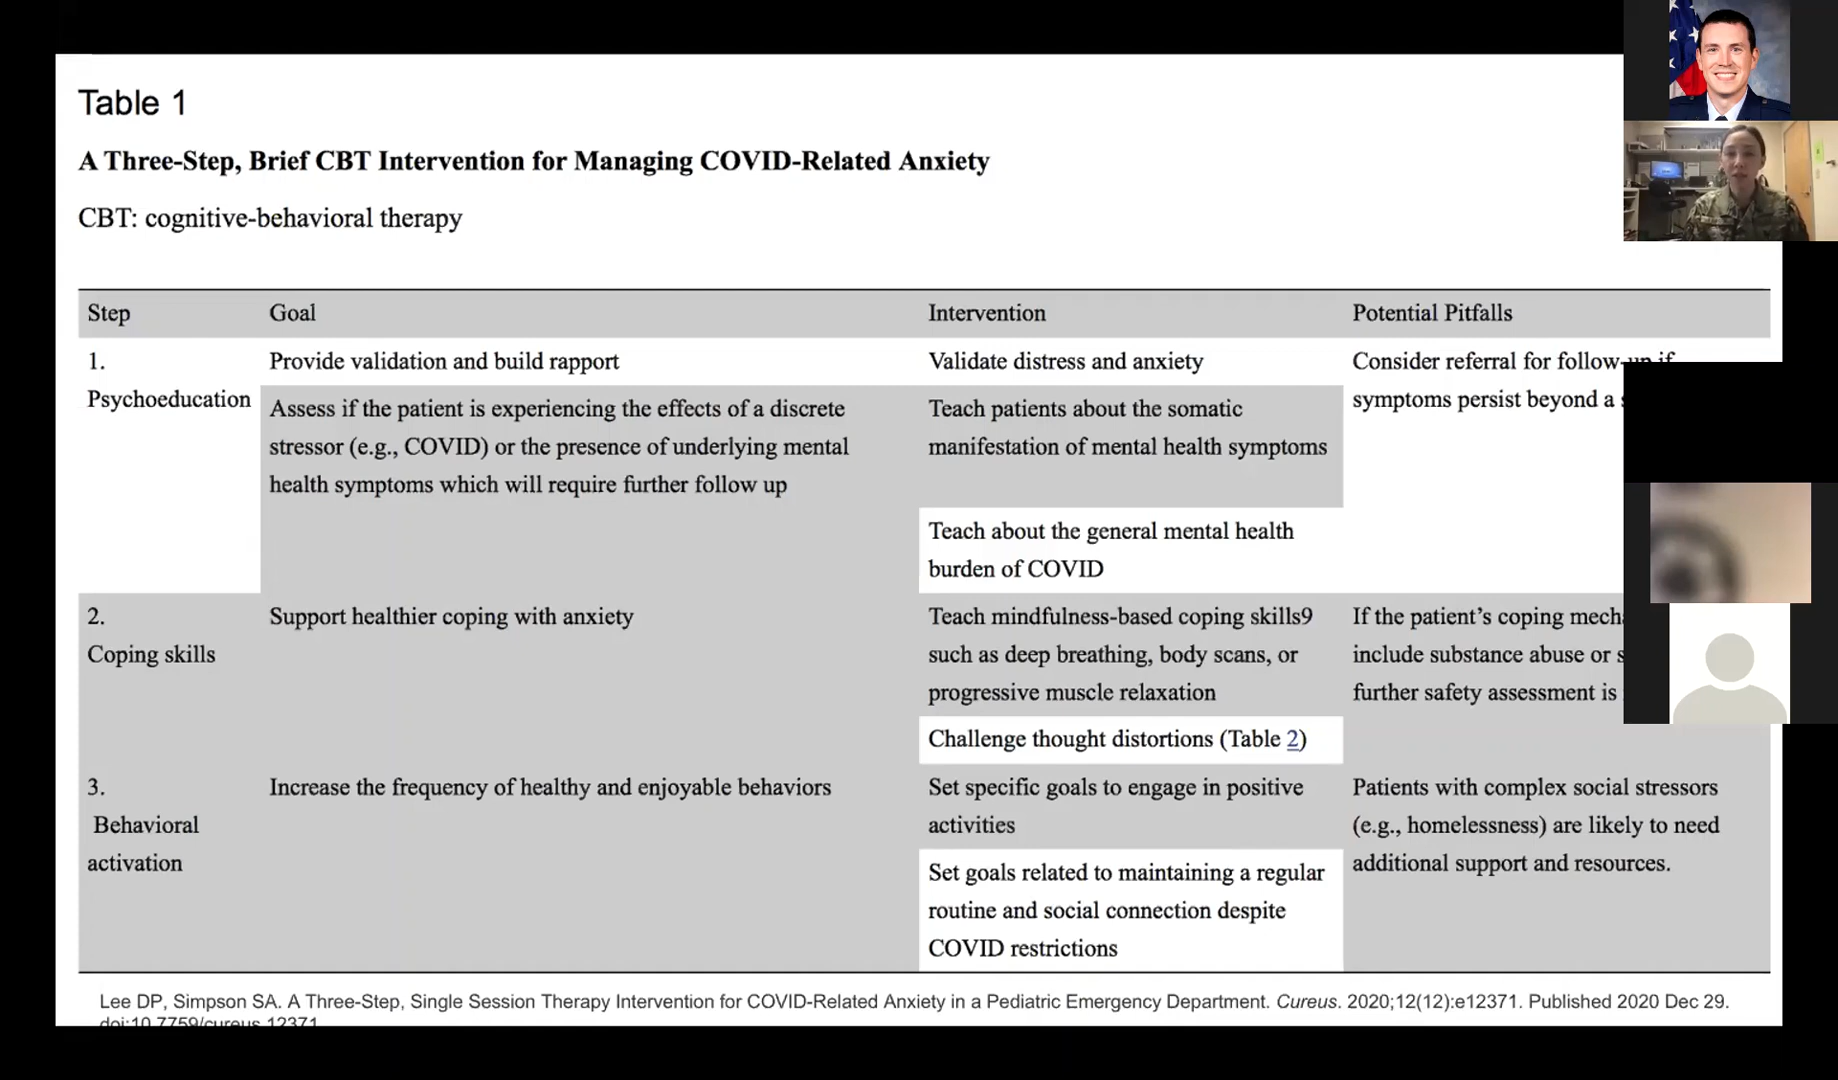 Table 1
A Three-Step, Brief CBT Intervention for Managing COVID-Related Anxiety
CBT: cognitive-behavioral therapy
Step Goal Intervention Potential Pitfalls
1.
Psychoeducation
Provide validation and build rapport
Assess if the patient is experiencing the effects of a discrete
stressor (e.g., COVID) or the presence of underlying mental
health symptoms which will require further follow up
Validate distress and anxiety
Teach patients about the somatic
manifestation of mental health symptoms
Teach about the general mental health
burden of COVID
Consider referral for follow-up if
symptoms persist beyond a
2.
Coping skills
Support healthier coping with anxiety
Teach mindfulness-based coping skills9
such as deep breathing, body scans, or
progressive muscle relaxation
Challenge thought distortions (Table 2)
If the patient’s coping
include substance abuse or
further safety assessment is
3.
Behavioral
activation
Increase the frequency of healthy and enjoyable behaviors
Set specific goals to engage in positive
activities
Set goals related to maintaining a regular
routine and social connection despite
COVID restrictions
Patients with complex social stressors
(e.g., homelessness) are likely to need
additional support and resources.
Lee DP, Simpson SA. A Three-Step, Single Session Therapy Intervention for COVID-Related Anxiety in a Pediatric Emergency Department. Cureus. 2020;12(12):e12371. Published 2020 Dec 29.
doi:10.7759/cureus.12371